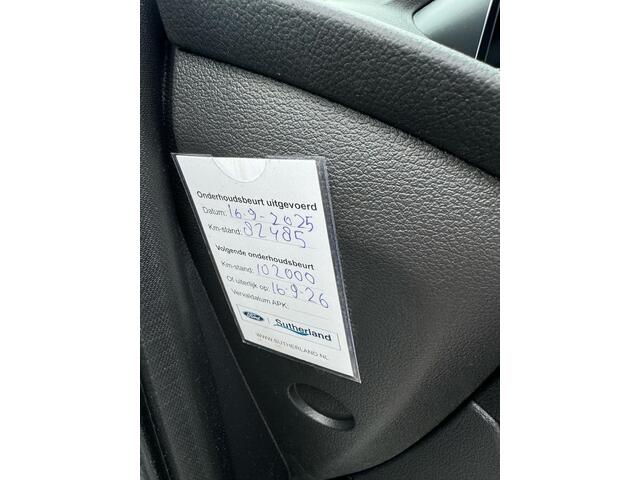 Onderhoudsbeurt uitgevoerd
Datum: 16-9-2025
Km-stand: 82485
Volgende onderhoudsbeurt
Km-stand: 102000
Of uiterlijk op: 16-9-26
Vervaldatum APK:
Ford Sutherland
WWW.SUTHERLAND.NL